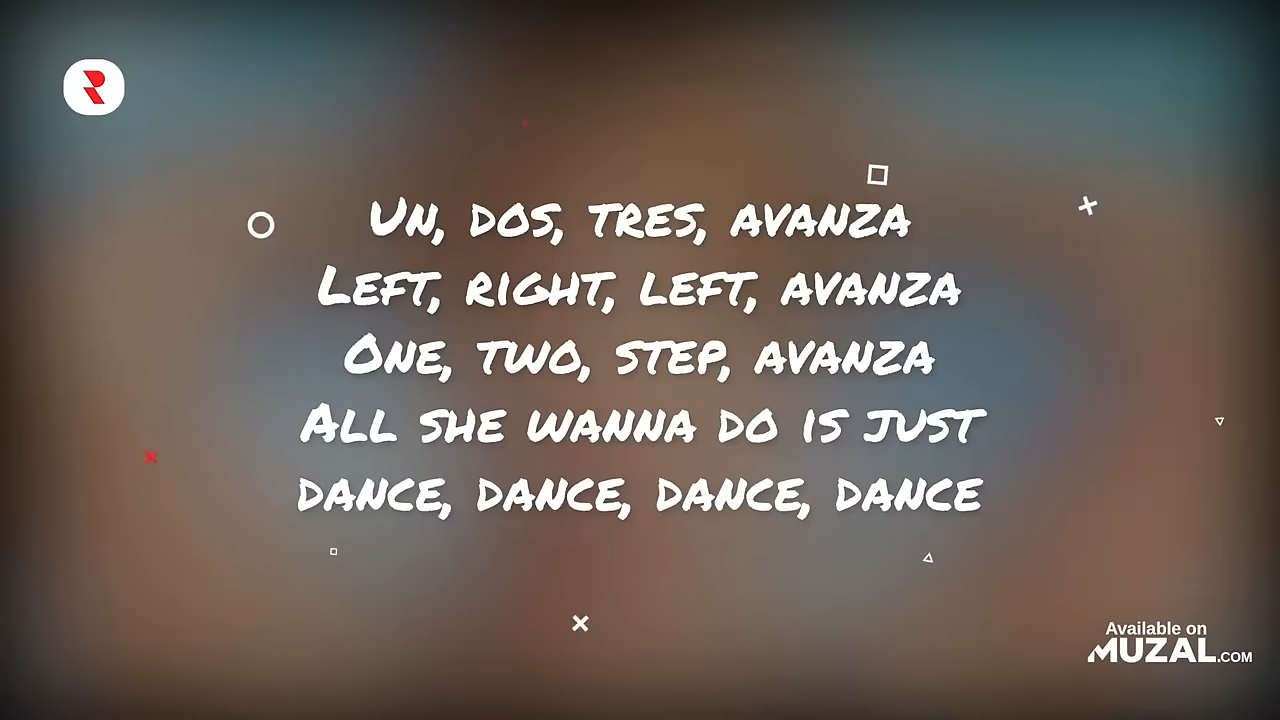 Un, dos, tres, avanza
Left, right, left, avanza
One, two, step, avanza
All she wanna do is just
dance, dance, dance, dance
Available on
MUZAL.COM